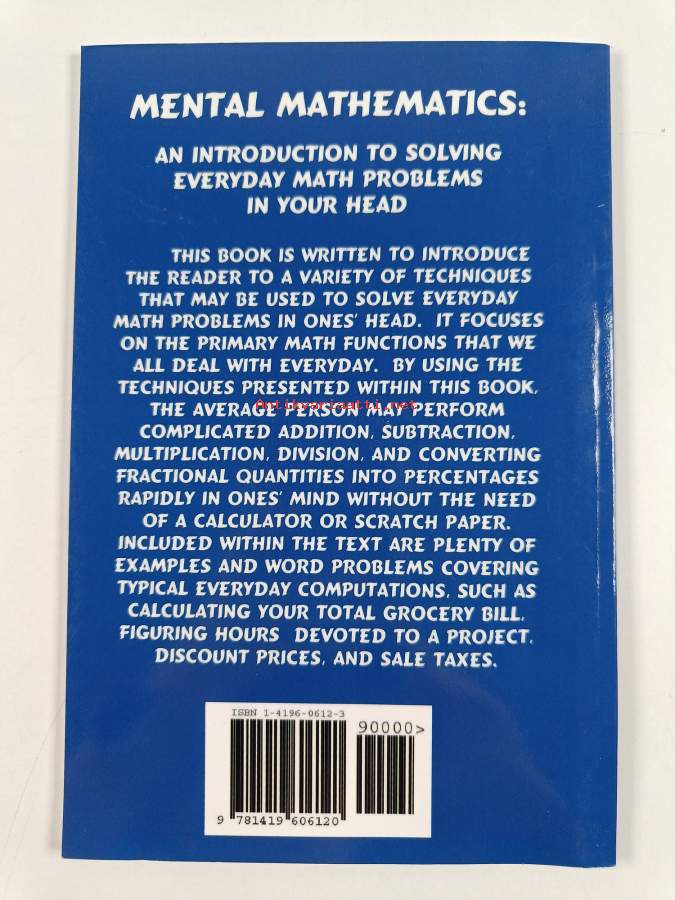 MENTAL MATHEMATICS:
AN INTRODUCTION TO SOLVING
EVERYDAY MATH PROBLEMS
IN YOUR HEAD
THIS BOOK IS WRITTEN TO INTRODUCE
THE READER TO A VARIETY OF TECHNIQUES
THAT MAY BE USED TO SOLVE EVERYDAY
MATH PROBLEMS IN ONES' HEAD. IT FOCUSES
ON THE PRIMARY MATH FUNCTIONS THAT WE
ALL DEAL WITH EVERYDAY. BY USING THE
TECHNIQUES PRESENTED WITHIN THIS BOOK,
THE AVERAGE PERSON MAY PERFORM
Antikvariaatti.net
COMPLICATED ADDITION, SUBTRACTION,
MULTIPLICATION, DIVISION, AND CONVERTING
FRACTIONAL QUANTITIES INTO PERCENTAGES
RAPIDLY IN ONES' MIND WITHOUT THE NEED
OF A CALCULATOR OR SCRATCH PAPER.
INCLUDED WITHIN THE TEXT ARE PLENTY OF
EXAMPLES AND WORD PROBLEMS COVERING
TYPICAL EVERYDAY COMPUTATIONS, SUCH AS
CALCULATING YOUR TOTAL GROCERY BILL,
FIGURING HOURS DEVOTED TO A PROJECT,
DISCOUNT PRICES, AND SALE TAXES.
ISBN 1-4196-0612-3
90000>
9 781419 606120